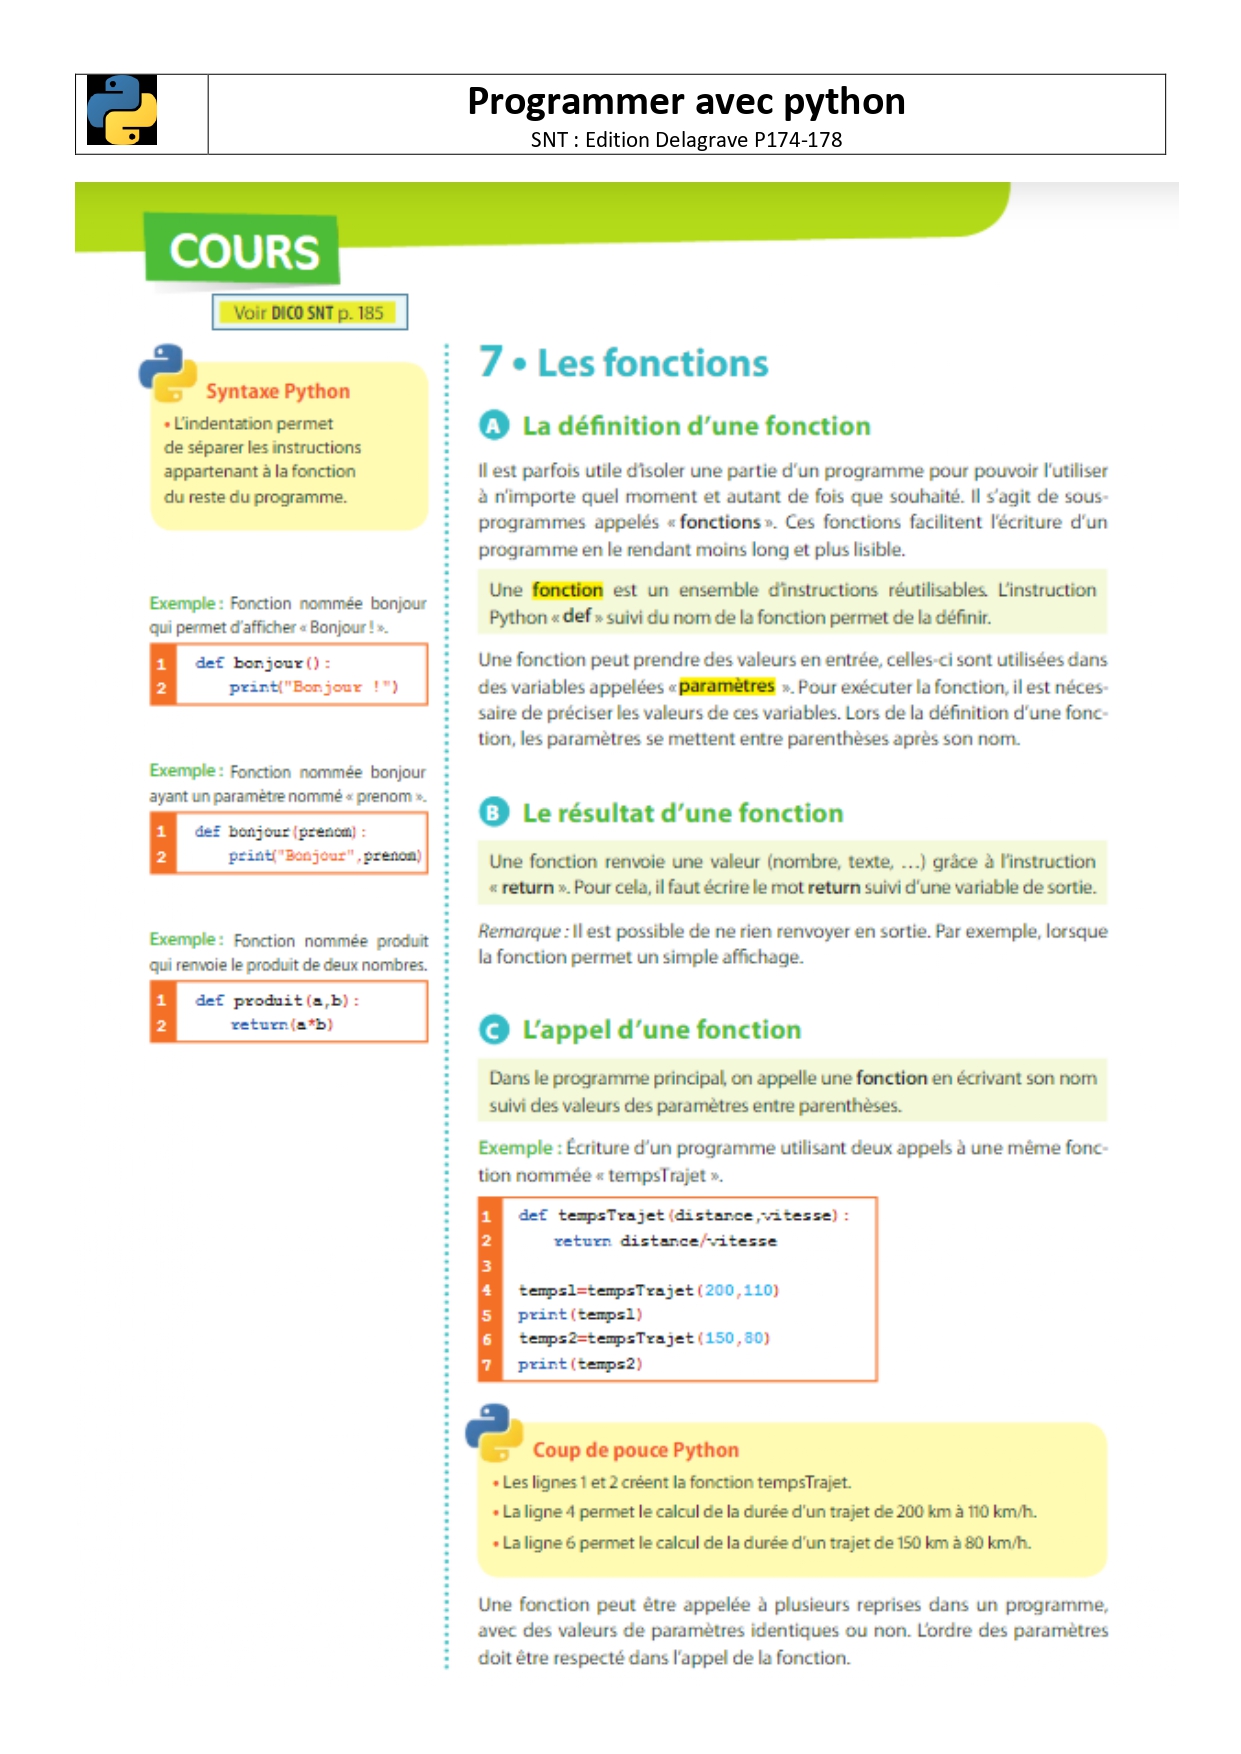 Programmer avec python
SNT : Edition Delagrave P174-178
COURS
Voir DICO SNT p. 185
Syntaxe Python
• L'indentation permet
de séparer les instructions
appartenant à la fonction
du reste du programme.
Exemple : Fonction nommée bonjour
qui permet d'afficher « Bonjour ! ».
1 def bonjour():
2 print("Bonjour !")
Exemple : Fonction nommée bonjour
ayant un paramètre nommé « prenom ».
1 def bonjour(prenom):
2 print("Bonjour",prenom)
Exemple : Fonction nommée produit
qui renvoie le produit de deux nombres.
1 def produit(a,b):
2 return(a*b)
7 • Les fonctions
A La définition d'une fonction
Il est parfois utile d'isoler une partie d'un programme pour pouvoir l'utiliser
à n'importe quel moment et autant de fois que souhaité. Il s'agit de sous-
programmes appelés « fonctions ». Ces fonctions facilitent l'écriture d'un
programme en le rendant moins long et plus lisible.
Une fonction est un ensemble d'instructions réutilisables. L'instruction
Python « def » suivi du nom de la fonction permet de la définir.
Une fonction peut prendre des valeurs en entrée, celles-ci sont utilisées dans
des variables appelées « paramètres ». Pour exécuter la fonction, il est néces-
saire de préciser les valeurs de ces variables. Lors de la définition d'une fonc-
tion, les paramètres se mettent entre parenthèses après son nom.
B Le résultat d'une fonction
Une fonction renvoie une valeur (nombre, texte, …) grâce à l'instruction
« return ». Pour cela, il faut écrire le mot return suivi d'une variable de sortie.
Remarque : Il est possible de ne rien renvoyer en sortie. Par exemple, lorsque
la fonction permet un simple affichage.
C L'appel d'une fonction
Dans le programme principal, on appelle une fonction en écrivant son nom
suivi des valeurs des paramètres entre parenthèses.
Exemple : Écriture d'un programme utilisant deux appels à une même fonc-
tion nommée « tempsTrajet ».
1 def tempsTrajet(distance,vitesse):
2 return distance/vitesse
3
4 temps1=tempsTrajet(200,110)
5 print(temps1)
6 temps2=tempsTrajet(150,80)
7 print(temps2)
Coup de pouce Python
• Les lignes 1 et 2 créent la fonction tempsTrajet.
• La ligne 4 permet le calcul de la durée d'un trajet de 200 km à 110 km/h.
• La ligne 6 permet le calcul de la durée d'un trajet de 150 km à 80 km/h.
Une fonction peut être appelée à plusieurs reprises dans un programme,
avec des valeurs de paramètres identiques ou non. L'ordre des paramètres
doit être respecté dans l'appel de la fonction.